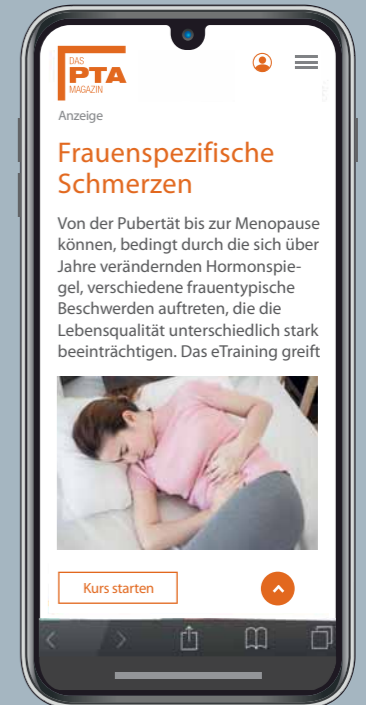 DAS
PTA
MAGAZIN
Anzeige
Frauenspezifische
Schmerzen
Von der Pubertät bis zur Menopause
können, bedingt durch die sich über
Jahre verändernden Hormonspie-
gel, verschiedene frauentypische
Beschwerden auftreten, die die
Lebensqualität unterschiedlich stark
beeinträchtigen. Das eTraining greift
Kurs starten